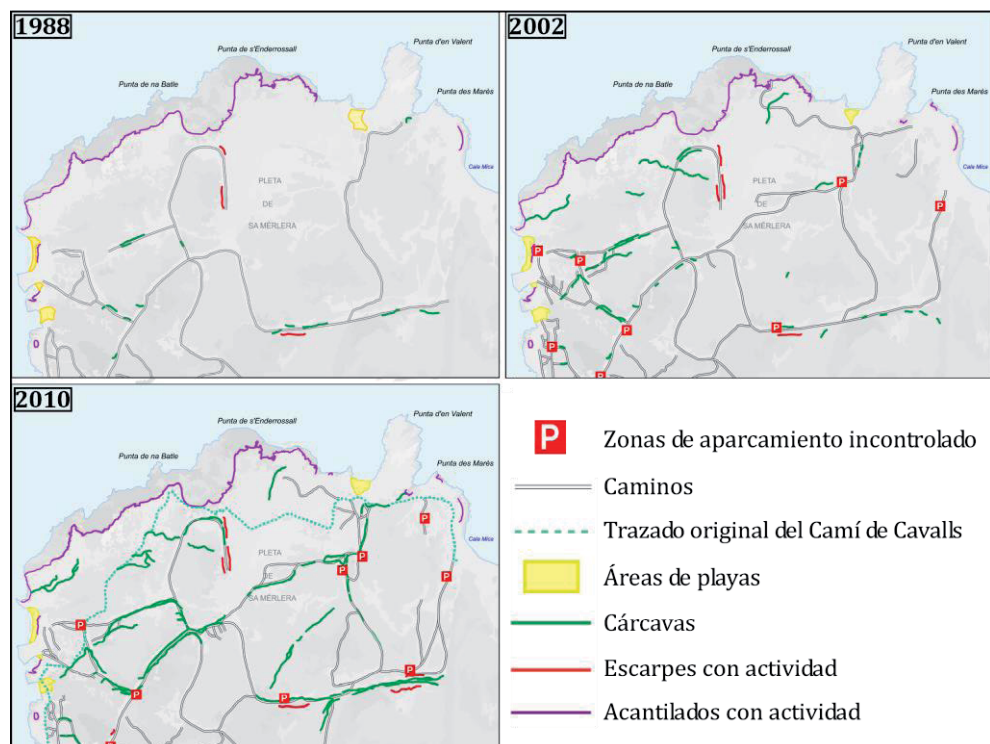 1988
Punta de s'Enderrossall
Punta d'en Valent
Punta de na Batle
Punta des Marés
Cala Mica
PLETA
DE
SA MÈRLERA
2002
Punta de s'Enderrossall
Punta d'en Valent
Punta de na Batle
Punta des Marés
Cala Mica
PLETA
DE
SA MÈRLERA
P
P
P
P
P
P
P
P
2010
Punta de s'Enderrossall
Punta d'en Valent
Punta de na Batle
Punta des Marés
Cala Mica
PLETA
DE
SA MÈRLERA
P
P
P
P
P
P
P
P
P
P Zonas de aparcamiento incontrolado
Caminos
Trazado original del Camí de Cavalls
Áreas de playas
Cárcavas
Escarpes con actividad
Acantilados con actividad